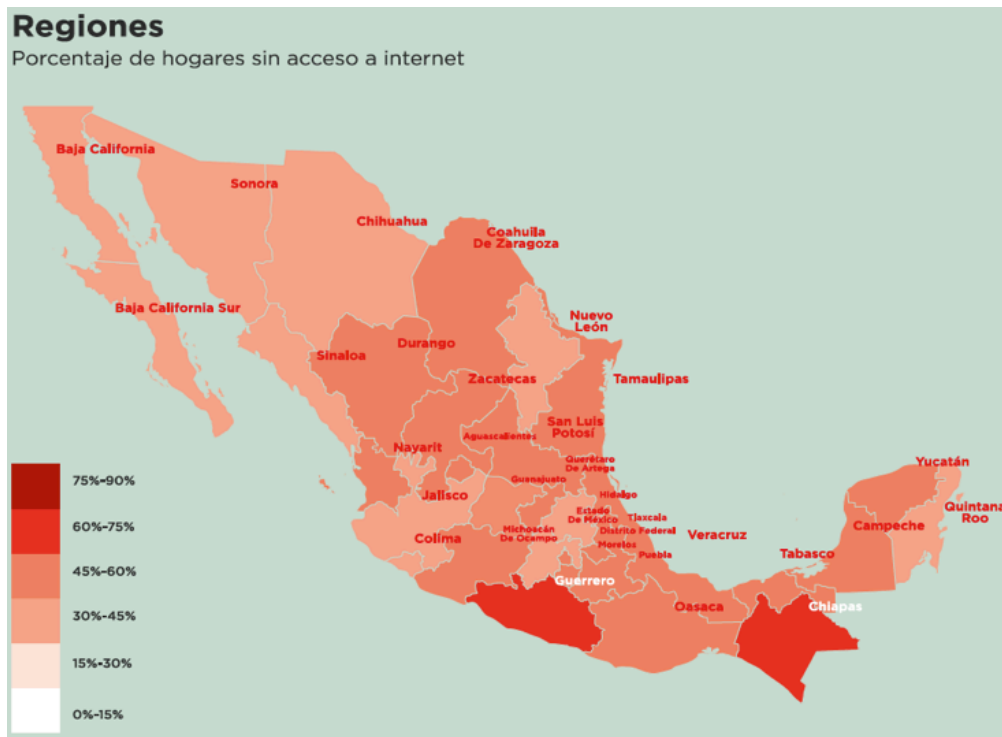 Regiones
Porcentaje de hogares sin acceso a internet
Baja California
Sonora
Chihuahua
Coahuila
De Zaragoza
Baja California Sur
Nuevo
León
Sinaloa
Durango
Zacatecas
Tamaulipas
San Luis
Potosí
Aguascalientes
Nayarit
Querétaro
De Artega
Guanajuato
Jalisco
Hidalgo
Estado
De México
Tlaxcala
Michoacán
De Ocampo
Distrito Federal
Colíma
Morelos
Puebla
Veracruz
Yucatán
Quintana
Roo
Campeche
Tabasco
Guerrero
Oasaca
Chiapas
75%-90%
60%-75%
45%-60%
30%-45%
15%-30%
0%-15%